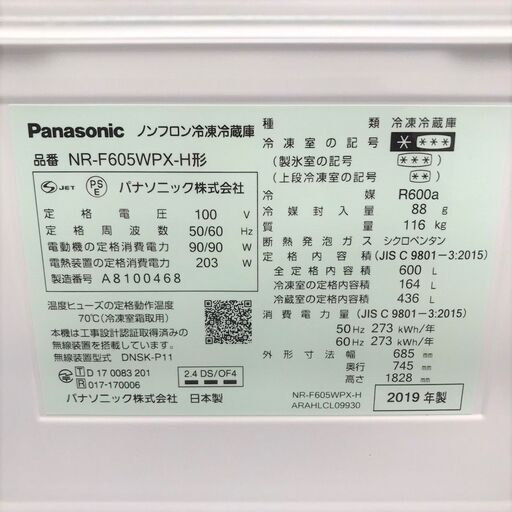 Panasonic ノンフロン冷凍冷蔵庫
品番 NR-F605WPX-H形
S JET PSE パナソニック株式会社
定格電圧 100 V
定格周波数 50/60 Hz
電動機の定格消費電力 90/90 W
電熱装置の定格消費電力 203 W
製造番号 A8100468
温度ヒューズの定格動作温度
70℃(冷凍室霜取用)
本機は工事設計認証取得済みの
無線装置を搭載しています。
無線装置型式 DNSK-P11
T D 17 0083 201
R 017-170006
2.4 DS/OF4
パナソニック株式会社 日本製
種類 冷凍冷蔵庫
冷凍室の記号 * ***
(製氷室の記号) (***)
(上段冷凍室の記号) (**)
冷媒 R600a
冷媒封入量 88 g
質量 116 kg
断熱発泡ガス シクロペンタン
定格内容積 (JIS C 9801-3:2015)
全定格内容積 600 L
冷凍室の定格内容積 164 L
冷蔵室の定格内容積 436 L
消費電力量 (JIS C 9801-3:2015)
50Hz 273 kWh/年
60Hz 273 kWh/年
外形寸法 幅 685 mm
奥行 745 mm
高さ 1828 mm
NR-F605WPX-H
ARAHLCL09930
2019 年製